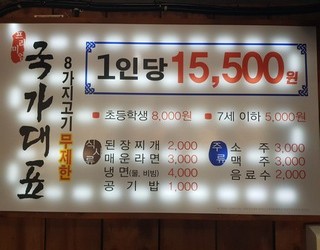 국가대표
8가지고기 무제한
1인당 15,500원
초등학생 8,000원
7세 이하 5,000원
식사류
된장찌개 2,000
매운라면 3,000
냉면(물, 비빔) 4,000
공기밥 1,000
주류
소주 3,000
맥주 3,000
음료수 2,000